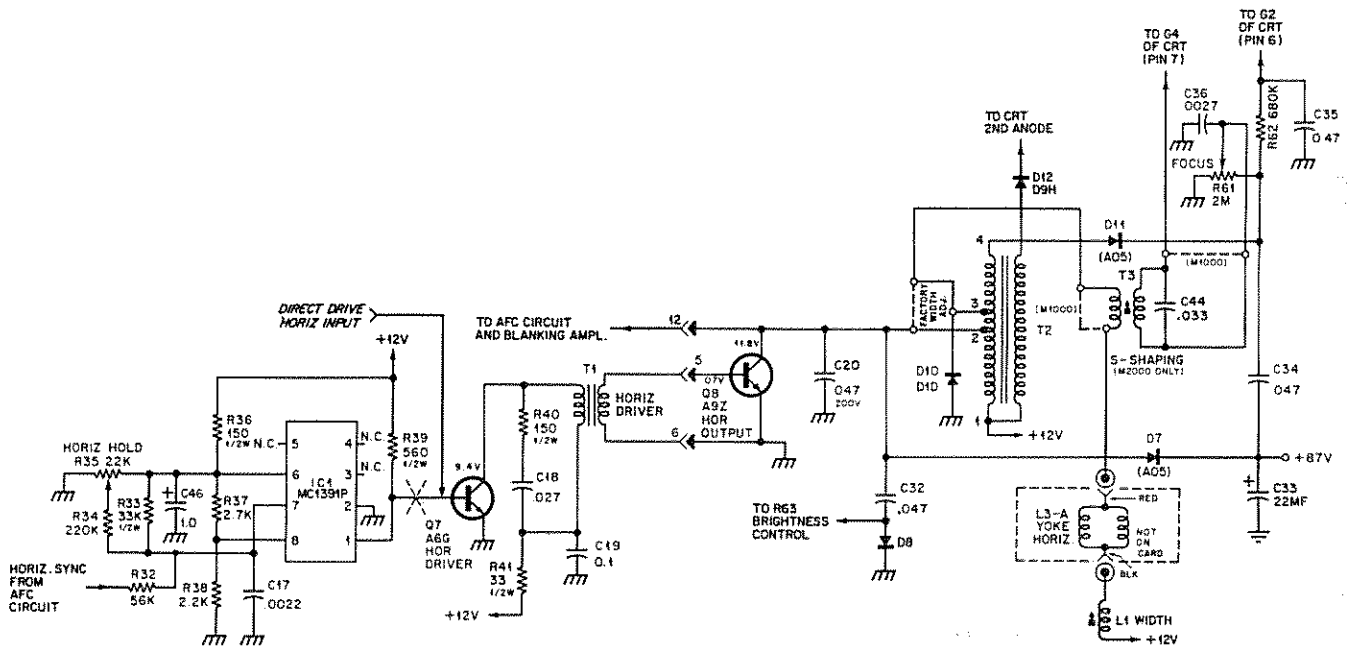 TO G4
OF CRT
(PIN 7)
TO G2
OF CRT
(PIN 6)
C36
.0027
R62 680K
C35
0.47
FOCUS
R61
2M
TO CRT
2ND ANODE
D12
D9H
4
D11
(A05)
(M1000)
T3
C44
.033
S-SHAPING
(M2000 ONLY)
(M1000)
FACTORY
WIDTH
ADJ.
3
2
T2
D10
D1D
1
+12V
C34
.047
DIRECT DRIVE
HORIZ INPUT
TO AFC CIRCUIT
AND BLANKING AMPL.
12
11.8V
+12V
T1
HORIZ
DRIVER
5
.07V
Q8
A9Z
HOR
OUTPUT
6
C20
.047
200V
R36
150
1/2W
N.C.
5
4
N.C.
3
N.C.
R39
560
1/2W
R40
150
1/2W
HORIZ HOLD
R35 22K
6
IC1
MC1391P
2
7
8
1
9.4V
C18
.027
R33
33K
1/2W
C46
1.0
R37
2.7K
R34
220K
Q7
A6G
HOR
DRIVER
C19
0.1
R41
33
1/2W
+12V
HORIZ. SYNC
FROM
AFC
CIRCUIT
R32
56K
R38
2.2K
C17
.0022
D7
(A05)
+87V
C32
.047
TO R63
BRIGHTNESS
CONTROL
D8
C33
22MF
RED
L3-A
YOKE
HORIZ.
NOT
ON
CARD
BLK
L1 WIDTH
+12V